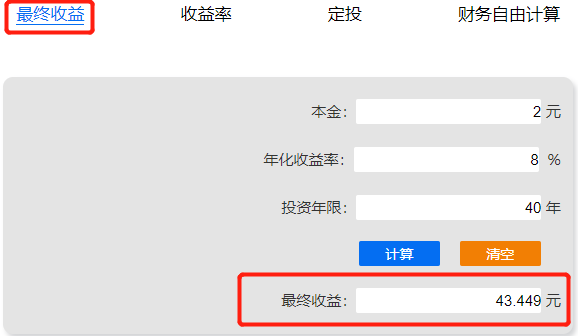 最终收益 收益率 定投 财务自由计算
本金: 2 元
年化收益率: 8 %
投资年限: 40 年
计算 清空
最终收益: 43.449 元